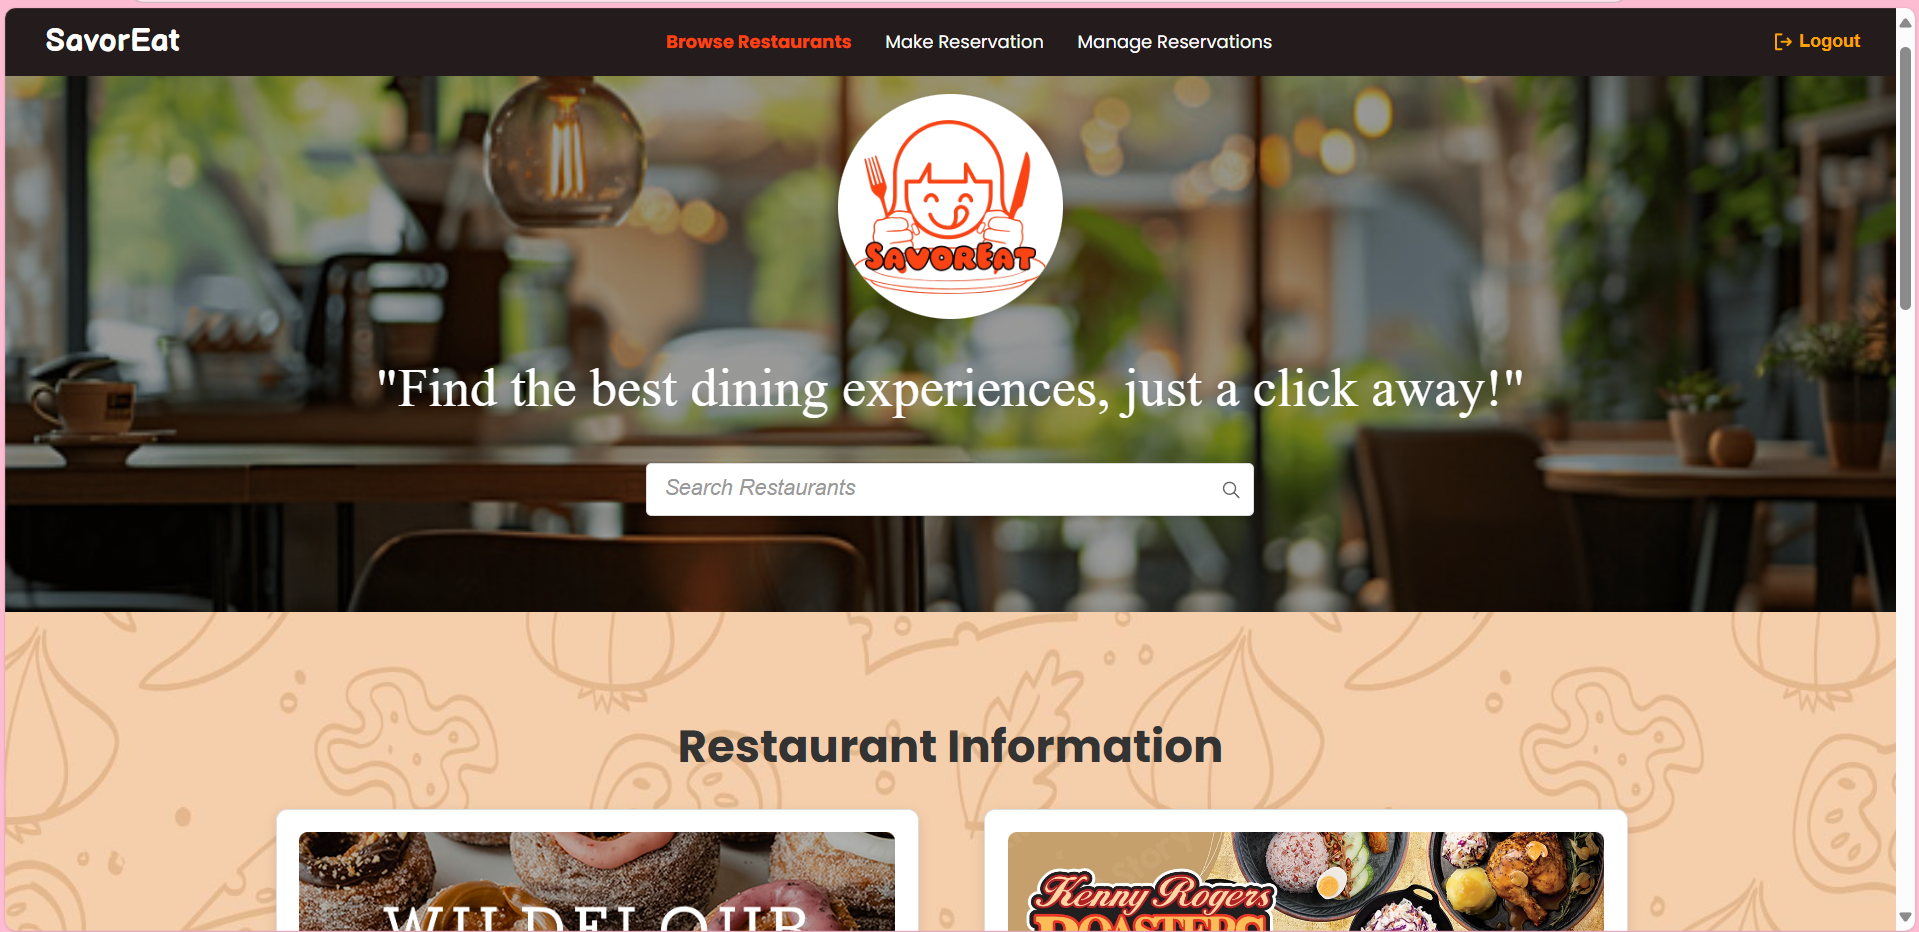 SavorEat
Browse Restaurants
Make Reservation
Manage Reservations
Logout
SAVOREAT
"Find the best dining experiences, just a click away!"
Search Restaurants
Restaurant Information
WILDFLOUR
Kenny Rogers
ROASTERS